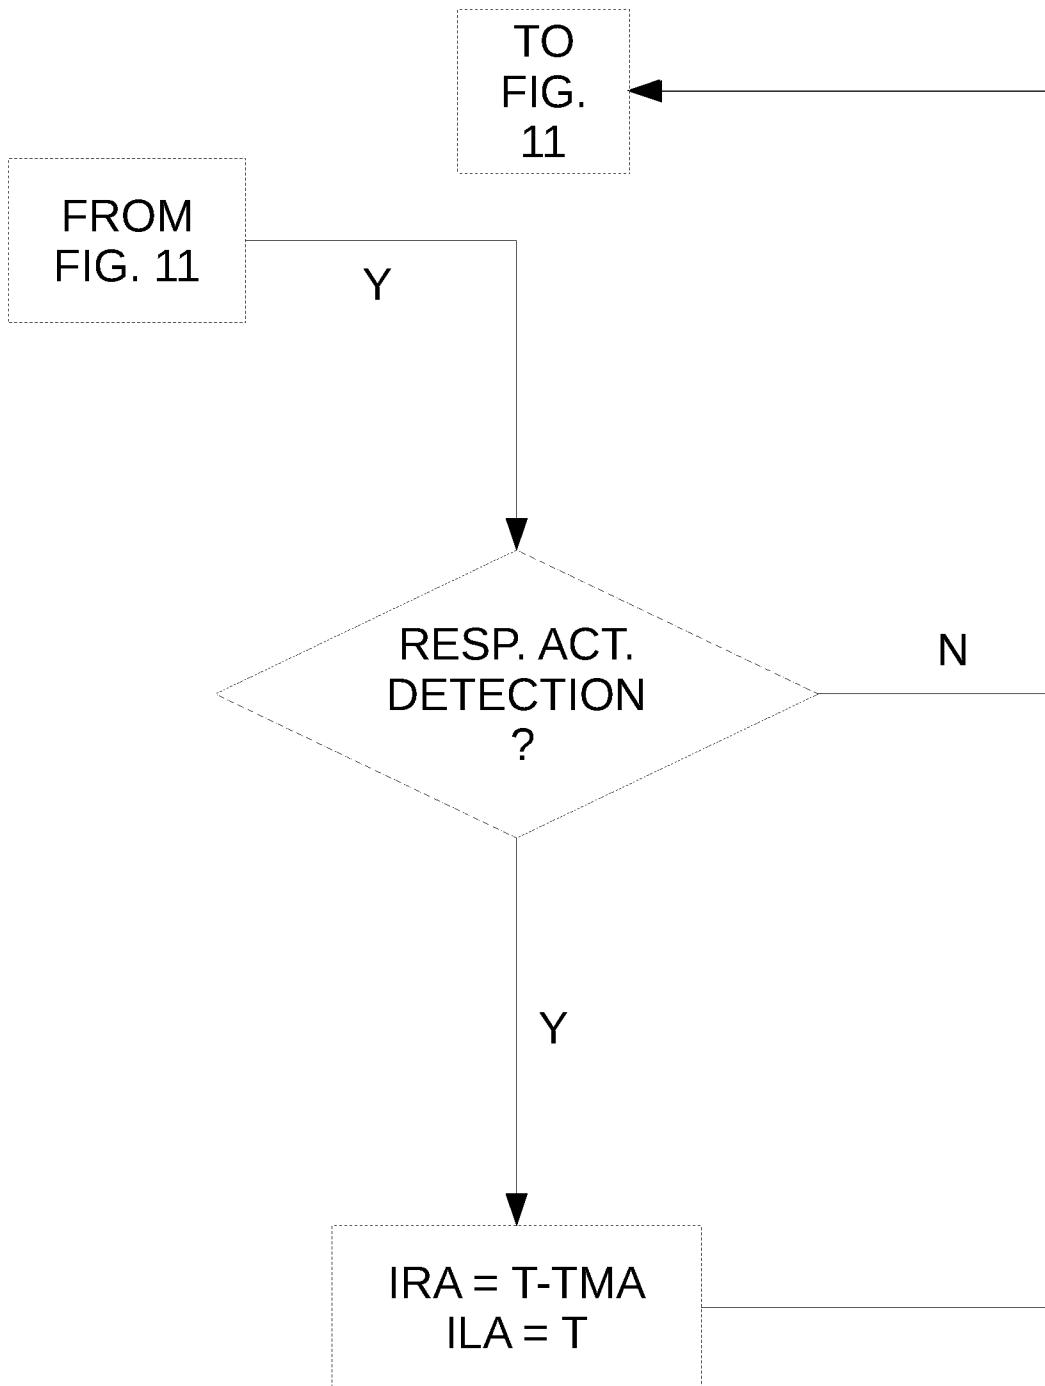 TO
FIG.
11
FROM
FIG. 11
Y
RESP. ACT.
DETECTION
?
N
Y
IRA = T-TMA
ILA = T